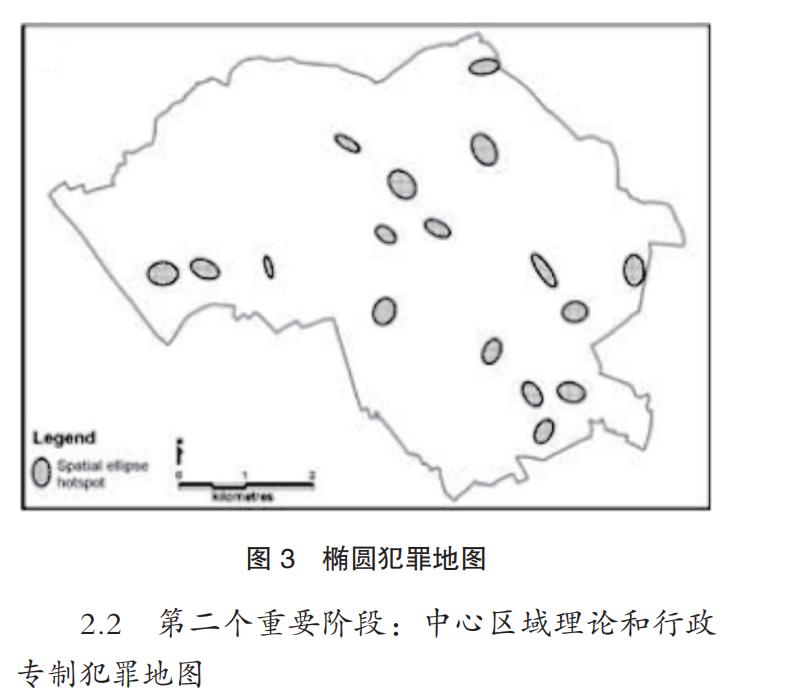 Legend
Spatial ellipse
hotspot
0 1 2
kilometres
图 3 椭圆犯罪地图
2.2 第二个重要阶段：中心区域理论和行政
专制犯罪地图